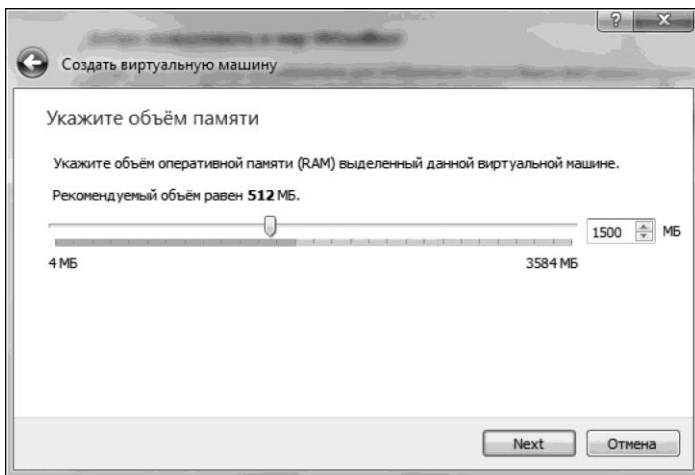 Создать виртуальную машину
Укажите объём памяти
Укажите объём оперативной памяти (RAM) выделенный данной виртуальной машине.
Рекомендуемый объём равен 512 МБ.
1500 МБ
4 МБ 3584 МБ
Next Отмена